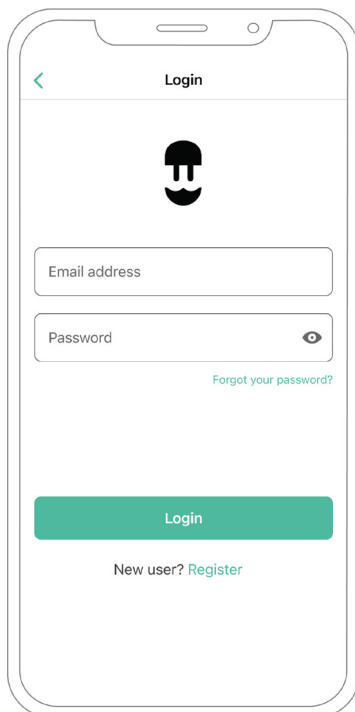 Login
Email address
Password
Forgot your password?
Login
New user? Register